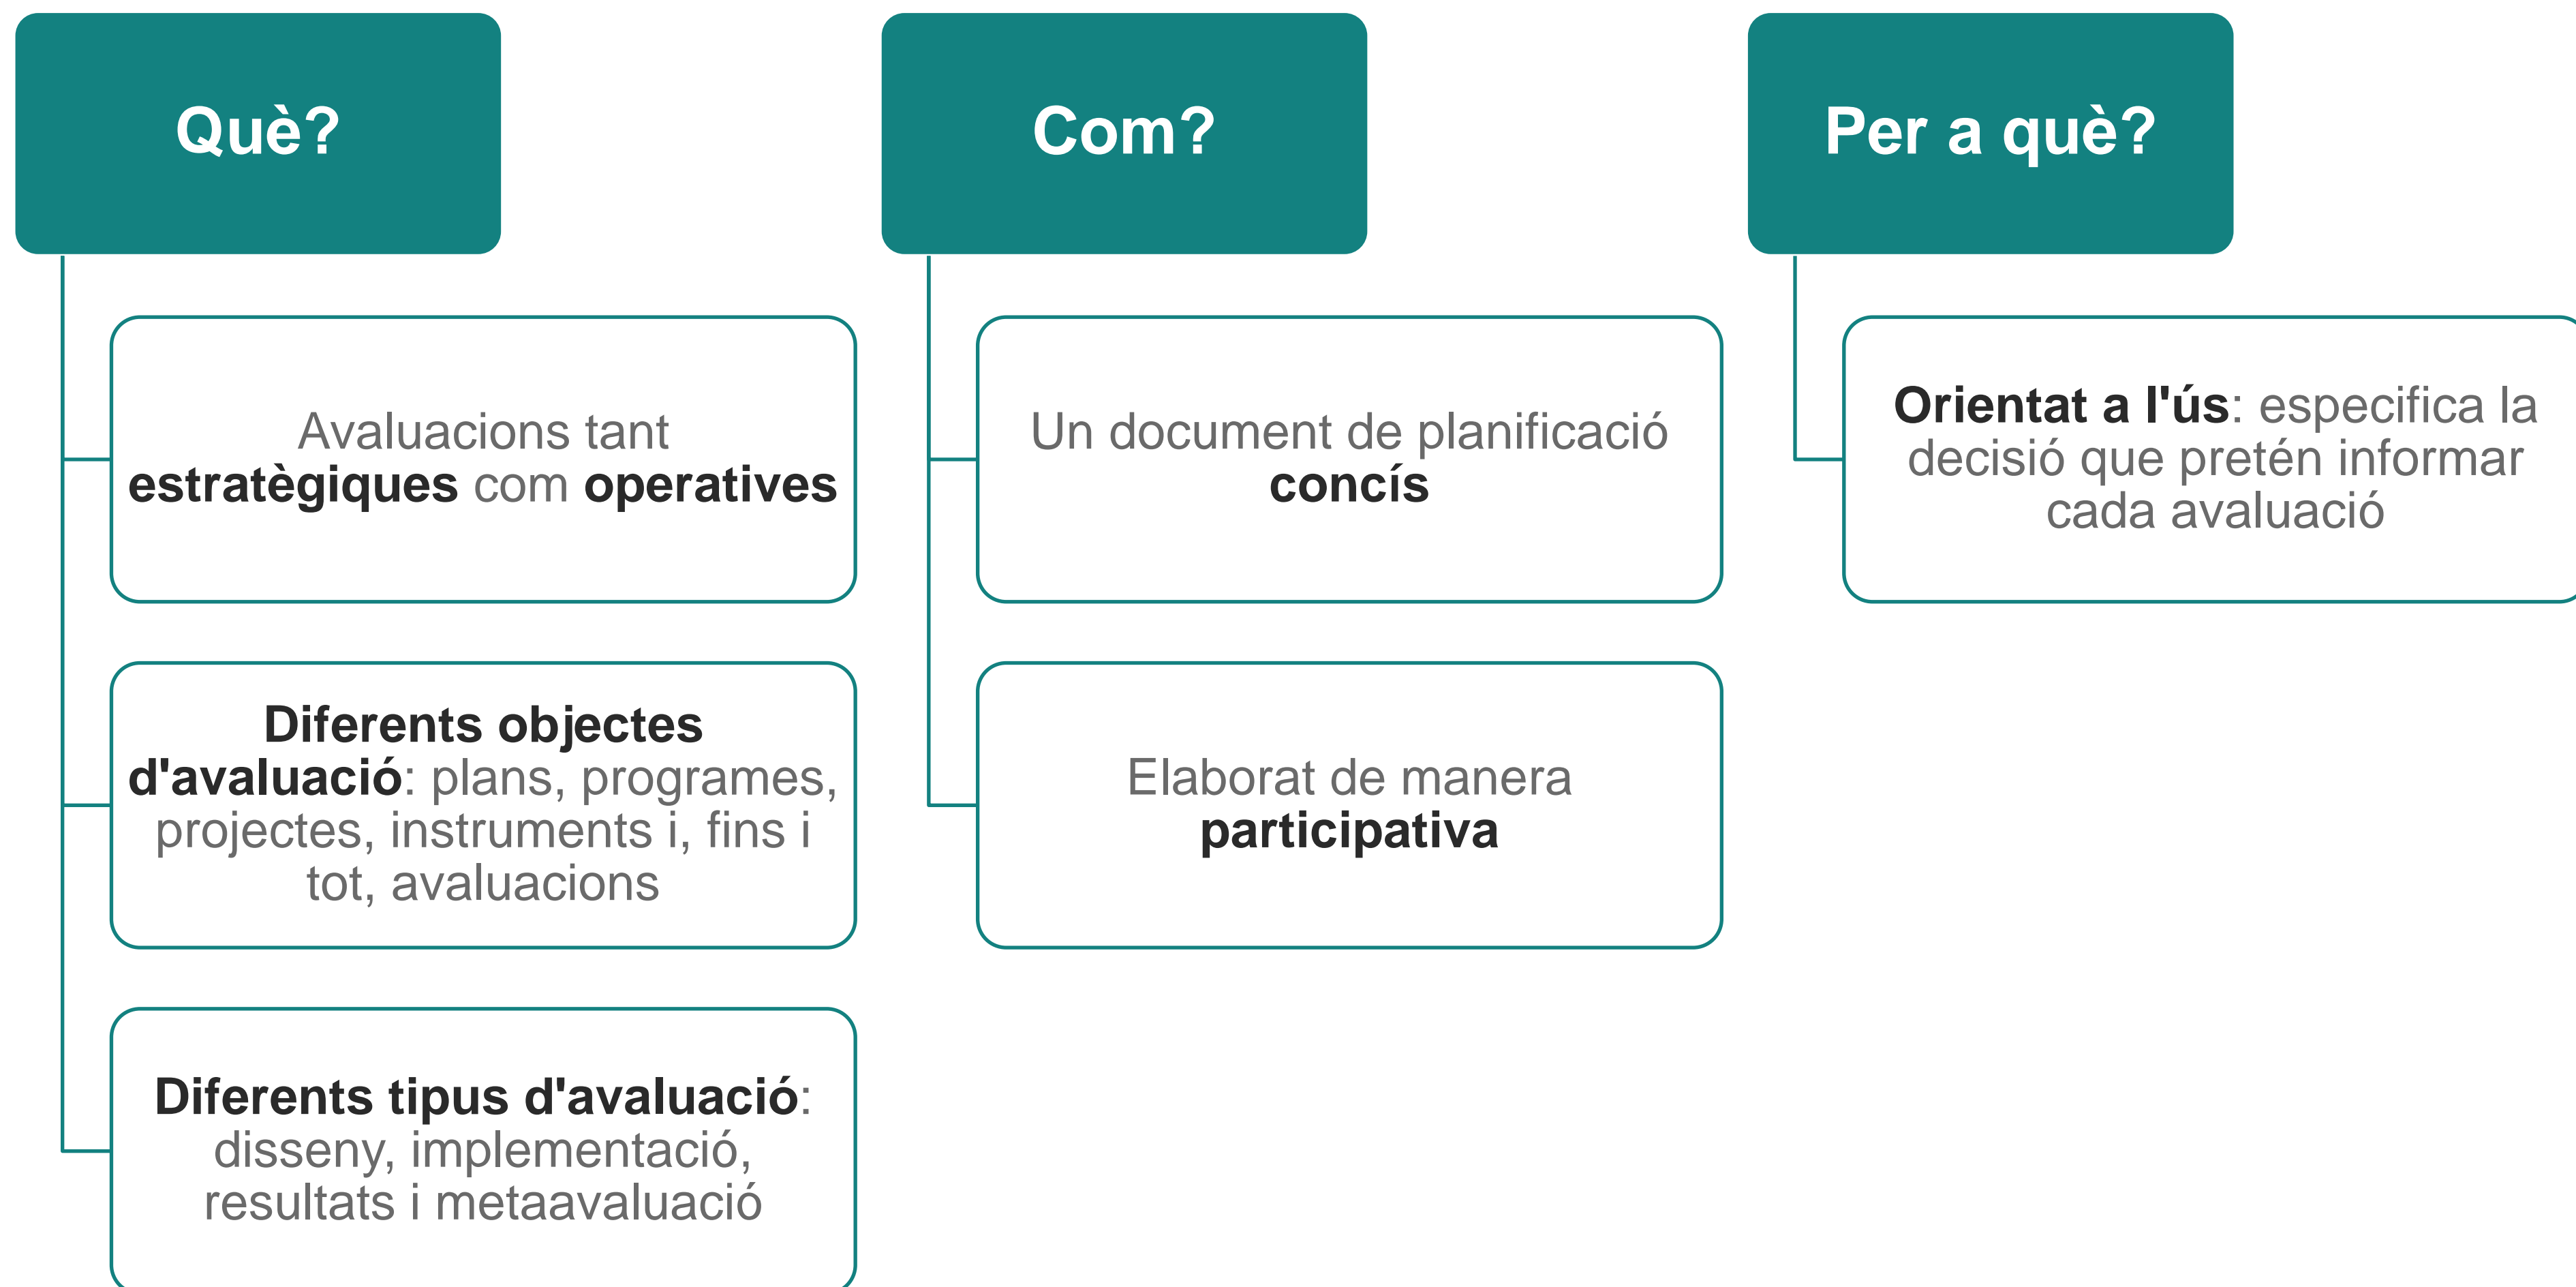 Què?
Avaluacions tant
estratègiques com operatives
Diferents objectes
d'avaluació: plans, programes,
projectes, instruments i, fins i
tot, avaluacions
Diferents tipus d'avaluació:
disseny, implementació,
resultats i metaavaluació
Com?
Un document de planificació
concís
Elaborat de manera
participativa
Per a què?
Orientat a l'ús: especifica la
decisió que pretén informar
cada avaluació